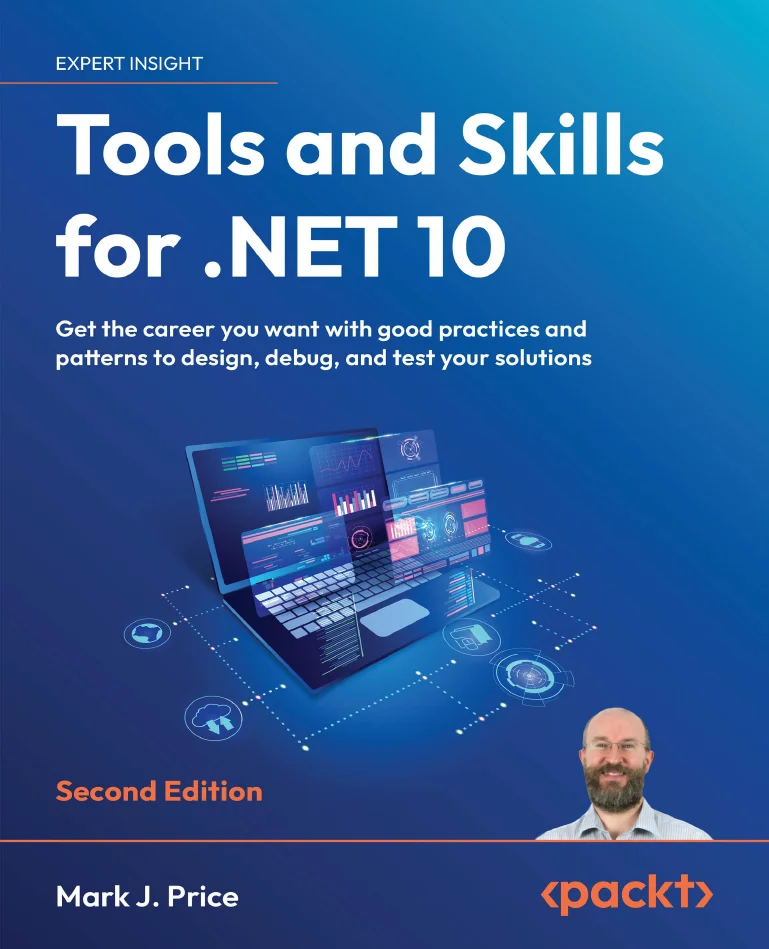 EXPERT INSIGHT
Tools and Skills
for .NET 10
Get the career you want with good practices and
patterns to design, debug, and test your solutions
Second Edition
Mark J. Price
<packt>